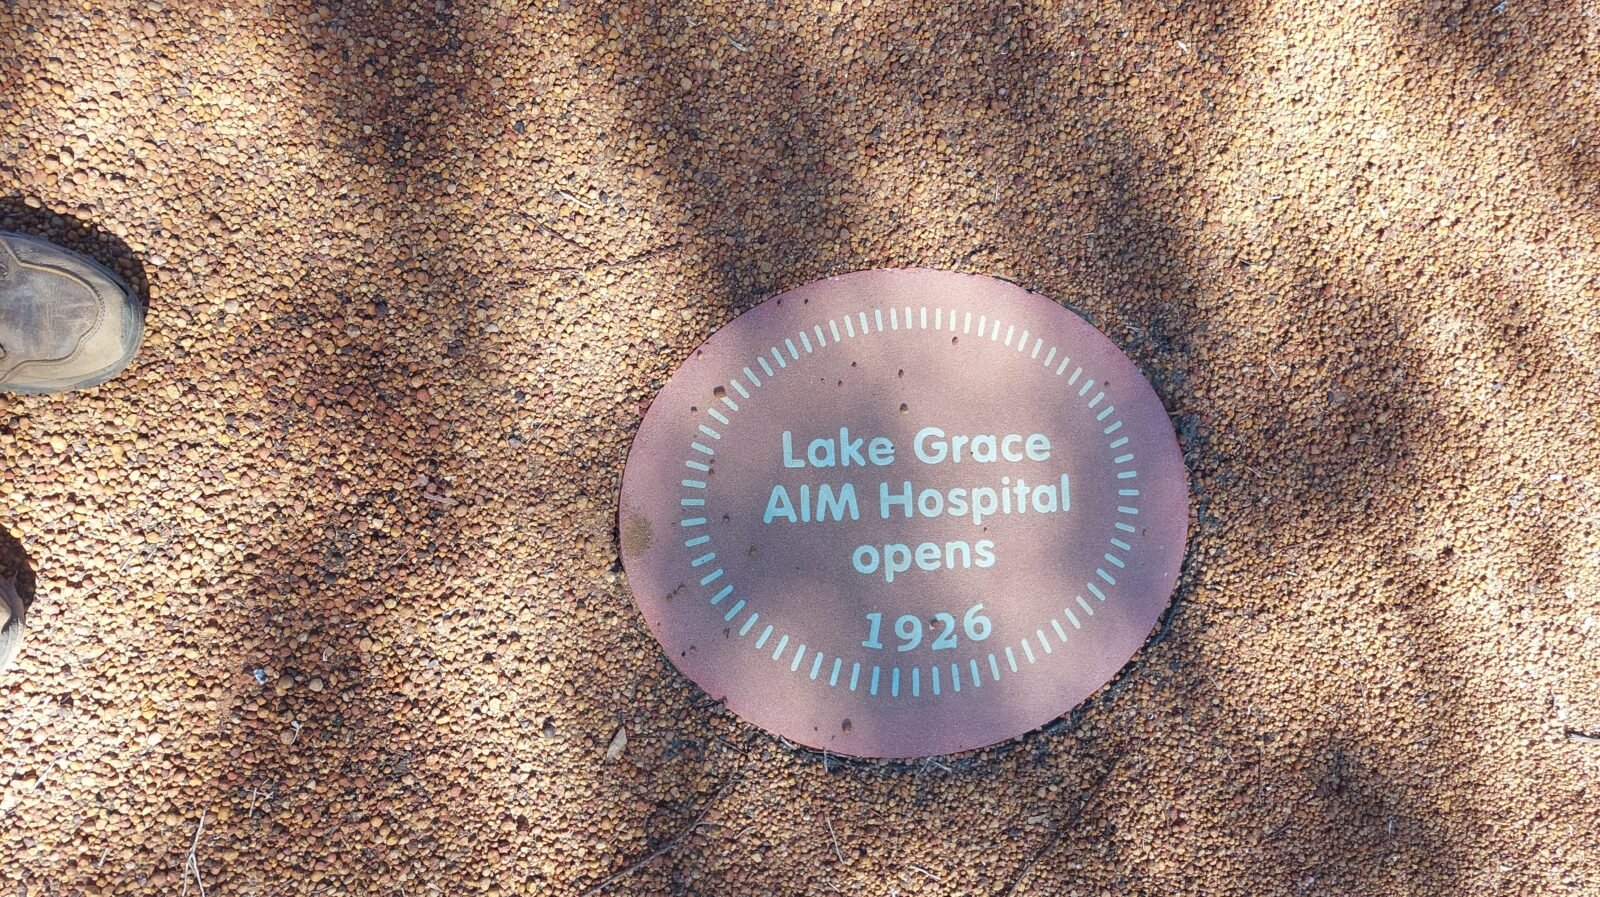 Lake Grace
AIM Hospital
opens
1926